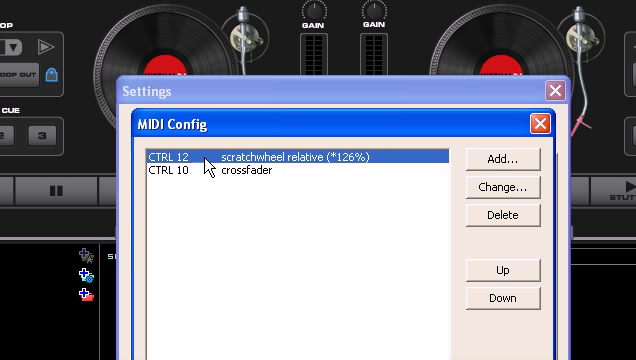 OP
GAIN
GAIN
OOP OUT
CUE
2
3
Settings
MIDI Config
CTRL 12 scratchwheel relative (*126%)
CTRL 10 crossfader
Add...
Change...
Delete
Up
Down
STUTT